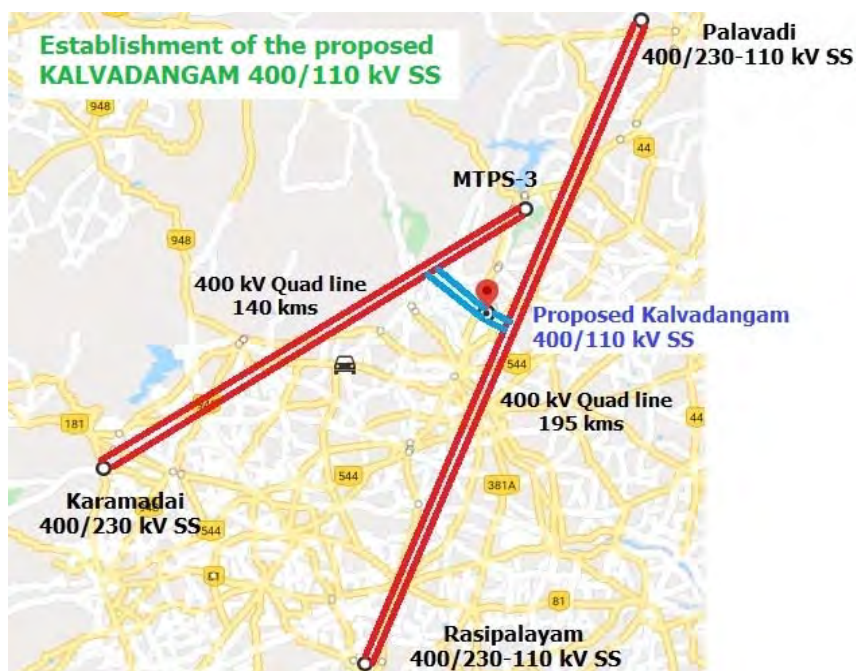 Establishment of the proposed
KALVADANGAM 400/110 kV SS
Palavadi
400/230-110 kV SS
948
44
MTPS-3
948
400 kV Quad line
140 kms
Proposed Kalvadangam
400/110 kV SS
544
181
400 kV Quad line
195 kms
44
544
381A
Karamadai
400/230 kV SS
544
81
Rasipalayam
400/230-110 kV SS